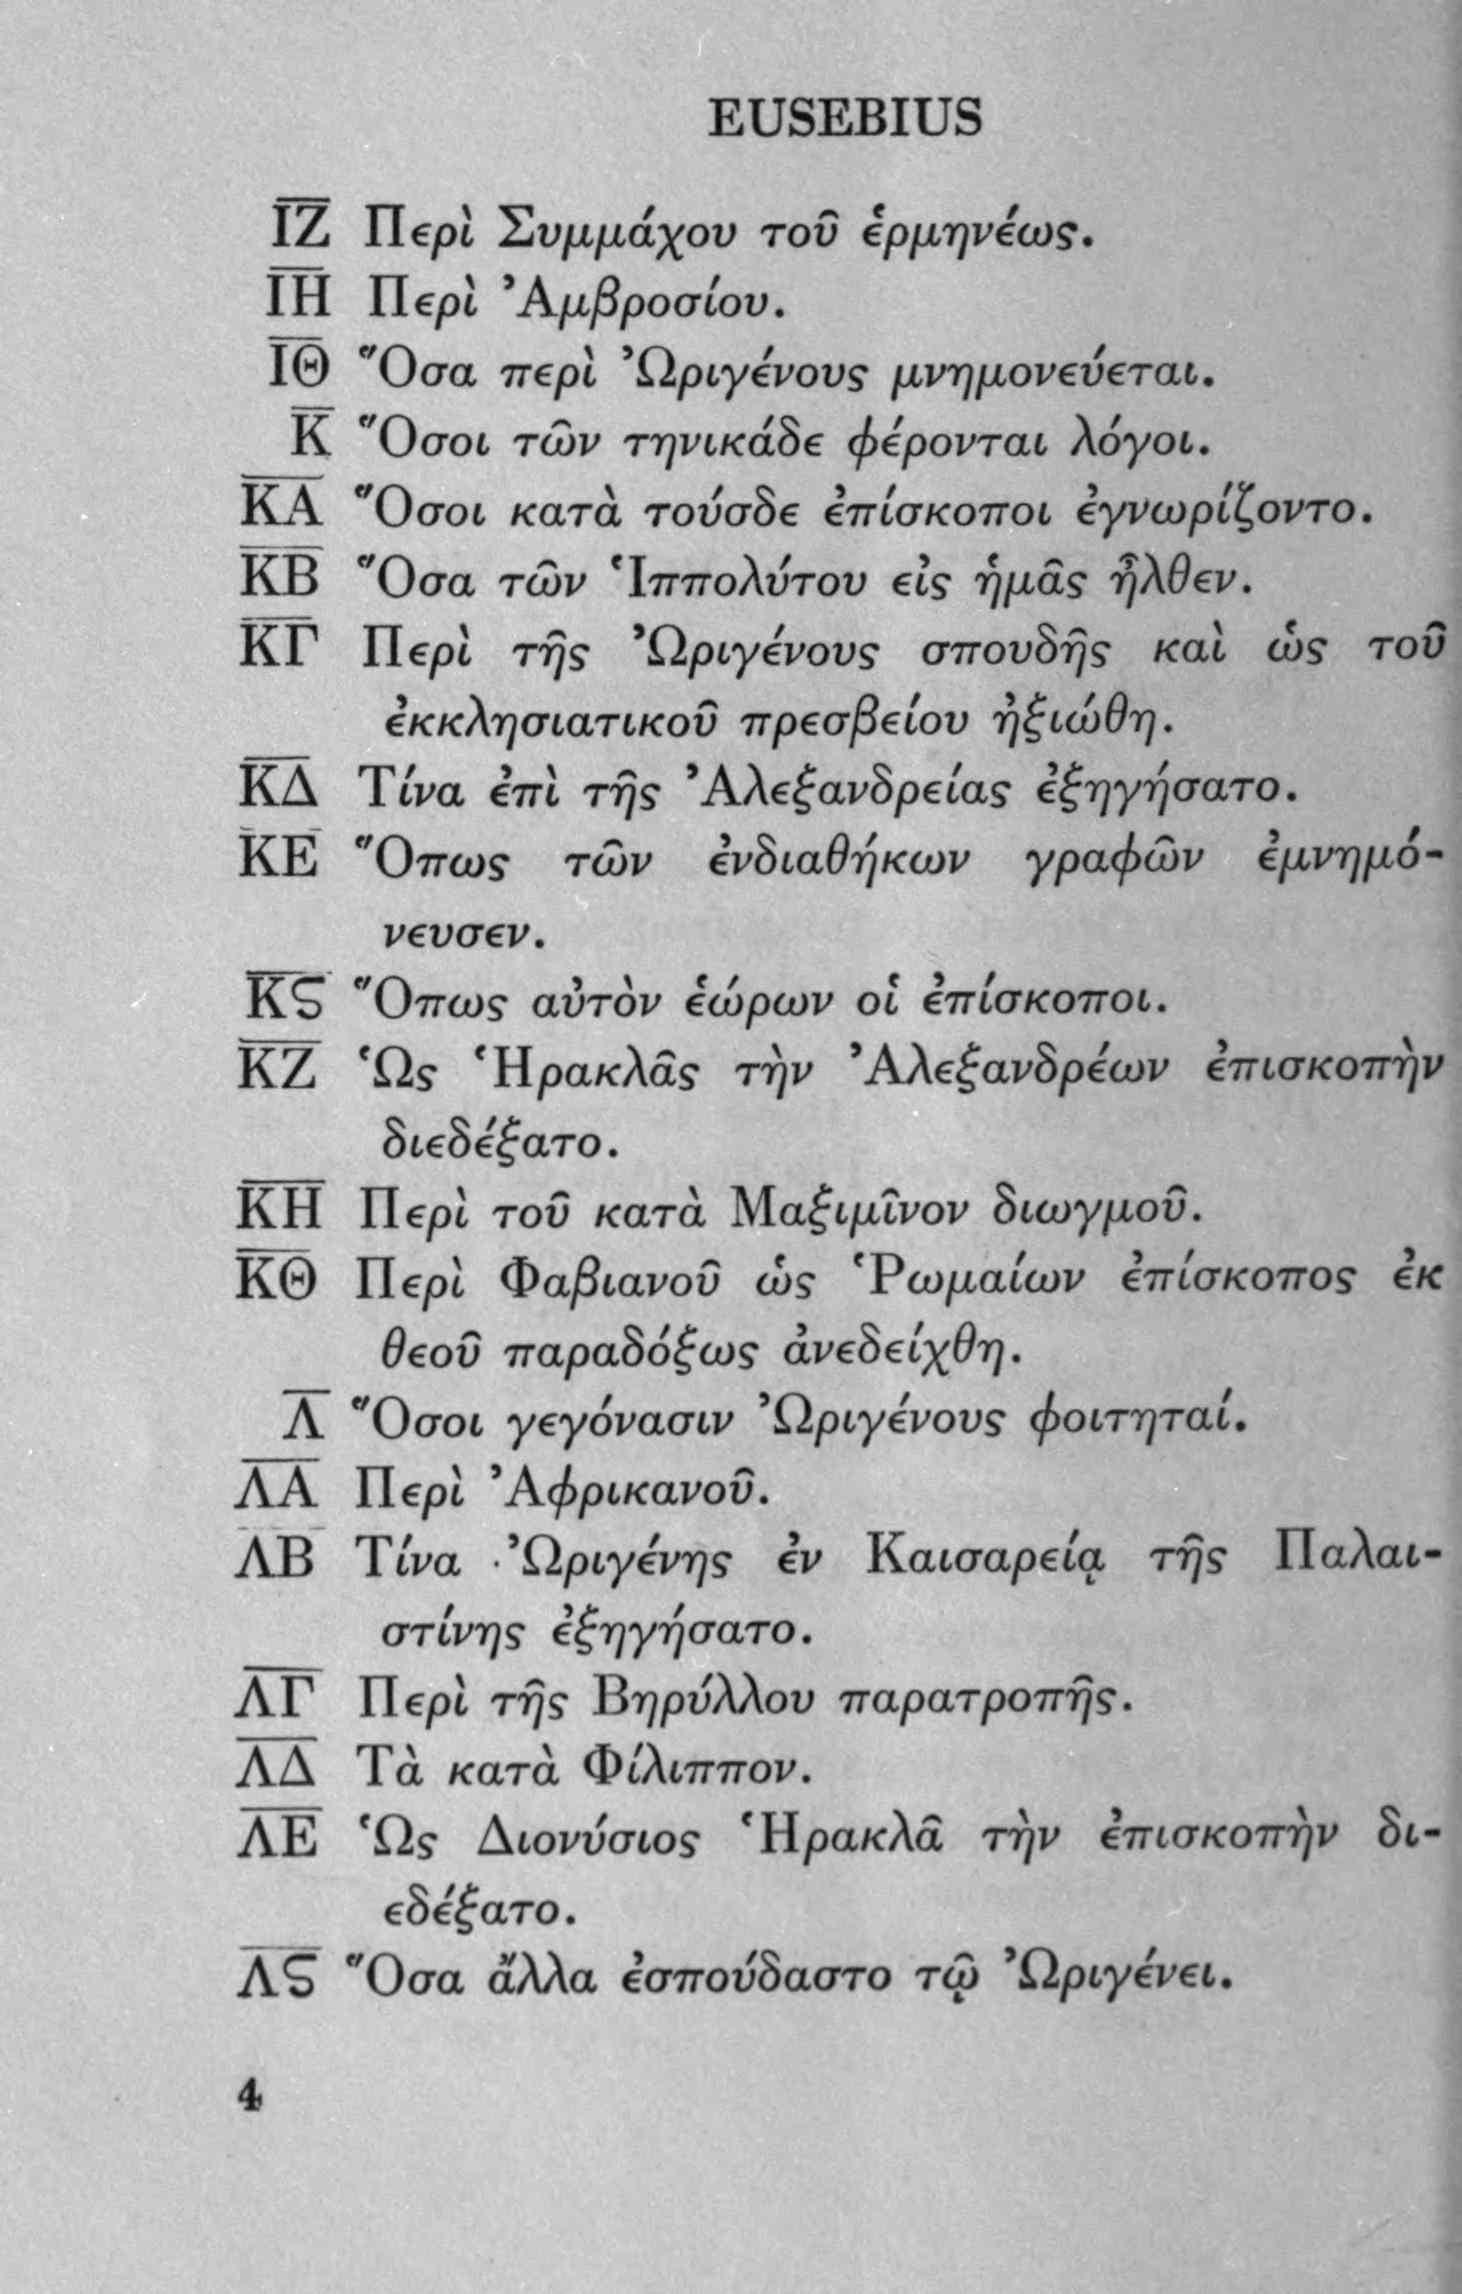 EUSEBIUS
ΙΖ Περὶ Συμμάχου τοῦ ἑρμηνέως.
ΙΗ Περὶ Ἀμβροσίου.
ΙΘ Ὅσα περὶ Ὠριγένους μνημονεύεται.
Κ Ὅσοι τῶν τηνικάδε φέρονται λόγοι.
ΚΑ Ὅσοι κατὰ τούσδε ἐπίσκοποι ἐγνωρίζοντο.
ΚΒ Ὅσα τῶν Ἱππολύτου εἰς ἡμᾶς ἦλθεν.
ΚΓ Περὶ τῆς Ὠριγένους σπουδῆς καὶ ὡς τοῦ
ἐκκλησιατικοῦ πρεσβείου ἠξιώθη.
ΚΔ Τίνα ἐπὶ τῆς Ἀλεξανδρείας ἐξηγήσατο.
ΚΕ Ὅπως τῶν ἐνδιαθήκων γραφῶν ἐμνημό-
νευσεν.
ΚϚ Ὅπως αὐτὸν ἑώρων οἱ ἐπίσκοποι.
ΚΖ Ὡς Ἡρακλᾶς τὴν Ἀλεξανδρέων ἐπισκοπὴν
διεδέξατο.
ΚΗ Περὶ τοῦ κατὰ Μαξιμῖνον διωγμοῦ.
ΚΘ Περὶ Φαβιανοῦ ὡς Ῥωμαίων ἐπίσκοπος ἐκ
θεοῦ παραδόξως ἀνεδείχθη.
Λ Ὅσοι γεγόνασιν Ὠριγένους φοιτηταί.
ΛΑ Περὶ Ἀφρικανοῦ.
ΛΒ Τίνα Ὠριγένης ἐν Καισαρείᾳ τῆς Παλαι-
στίνης ἐξηγήσατο.
ΛΓ Περὶ τῆς Βηρύλλου παρατροπῆς.
ΛΔ Τὰ κατὰ Φίλιππον.
ΛΕ Ὡς Διονύσιος Ἡρακλᾶ τὴν ἐπισκοπὴν δι-
εδέξατο.
ΛϚ Ὅσα ἄλλα ἐσπούδαστο τῷ Ὠριγένει.
4